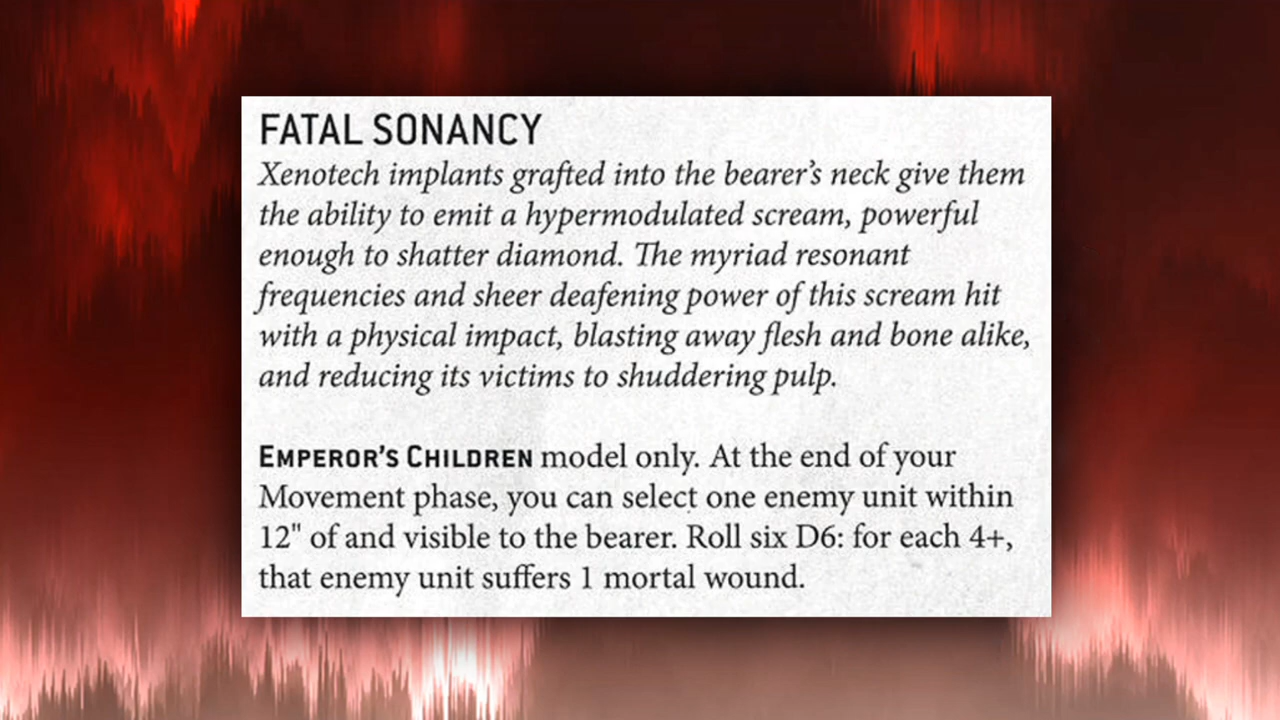 FATAL SONANCY
Xenotech implants grafted into the bearer’s neck give them
the ability to emit a hypermodulated scream, powerful
enough to shatter diamond. The myriad resonant
frequencies and sheer deafening power of this scream hit
with a physical impact, blasting away flesh and bone alike,
and reducing its victims to shuddering pulp.
EMPEROR’S CHILDREN model only. At the end of your
Movement phase, you can select one enemy unit within
12" of and visible to the bearer. Roll six D6: for each 4+,
that enemy unit suffers 1 mortal wound.